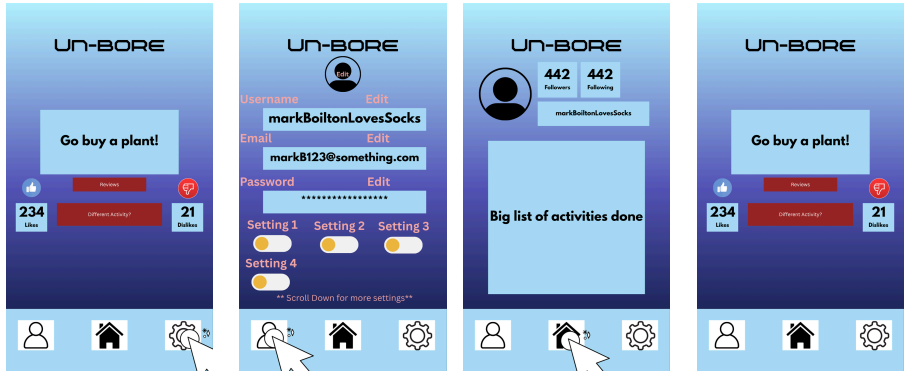 Un-BORE
Go buy a plant!
Reviews
Different Activity?
234
Likes
21
Dislikes
Un-BORE
Edit
Username Edit
markBoiltonLovesSocks
Email Edit
markB123@something.com
Password Edit
*****************
Setting 1 Setting 2 Setting 3
Setting 4
** Scroll Down for more settings**
Un-BORE
442 442
Followers Following
markBoiltonLovesSocks
Big list of activities done
Un-BORE
Go buy a plant!
Reviews
Different Activity?
234
Likes
21
Dislikes